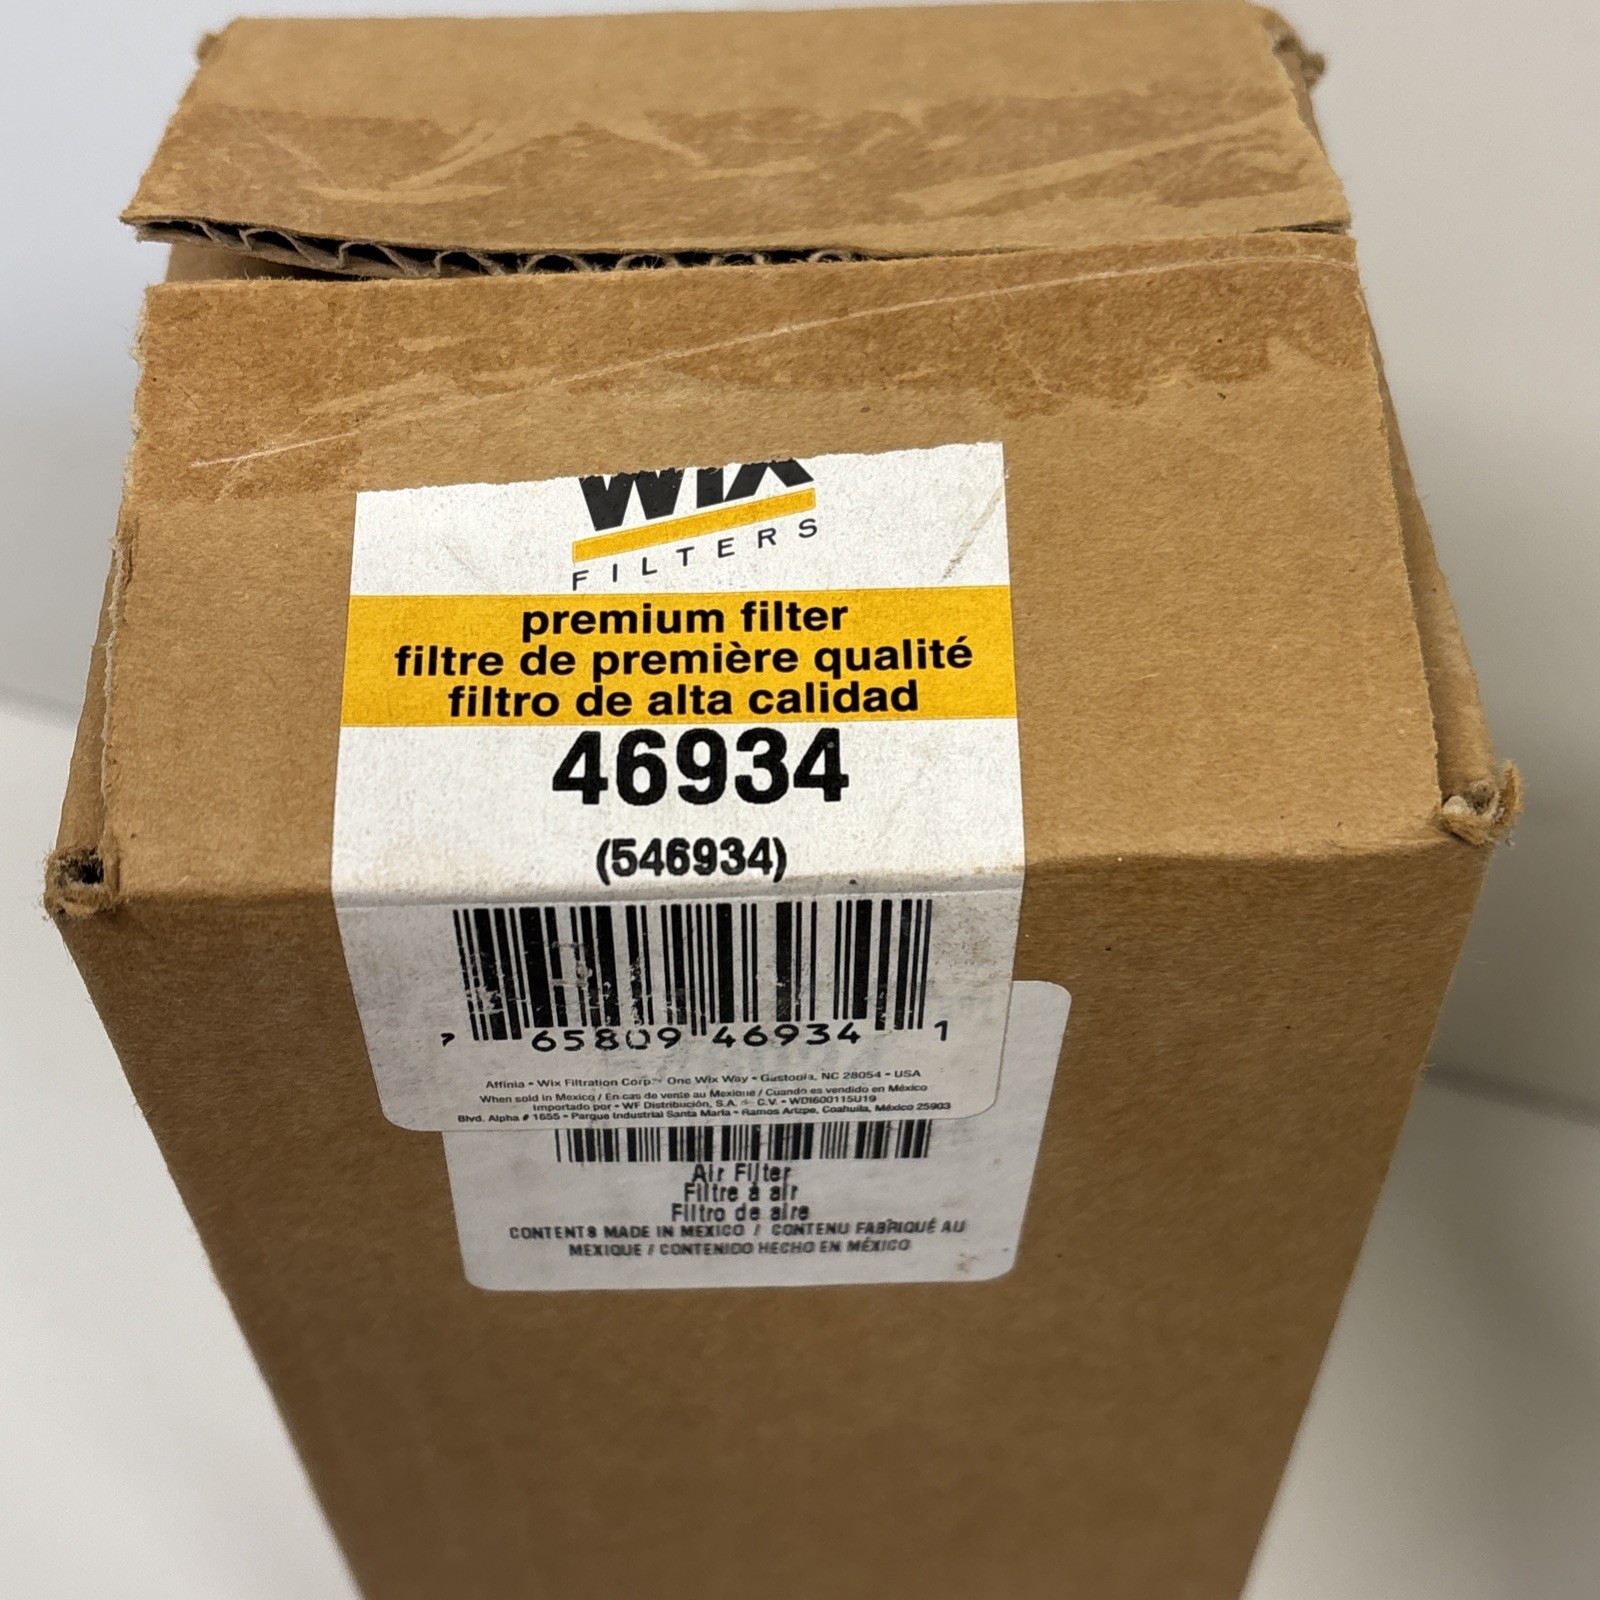 WIX
FILTERS
premium filter
filtre de première qualité
filtro de alta calidad
46934
(546934)
7 65809 46934 1
Affinia - Wix Filtration Corp. - One Wix Way - Gastonia, NC 28054 - USA
When sold in Mexico / En cas de vente au Mexique / Cuando es vendido en México
Importado por - WF Distribución, S.A. de C.V. - WDI600115U19
Blvd. Alpha # 1655 - Parque Industrial Santa Maria - Ramos Arizpe, Coahuila, México 25903
Air Filter
Filtre à air
Filtro de aire
CONTENTS MADE IN MEXICO / CONTENU FABRIQUÉ AU
MEXIQUE / CONTENIDO HECHO EN MÉXICO